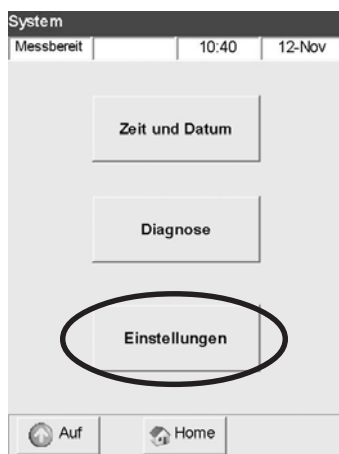 System
Messbereit 10:40 12-Nov
Zeit und Datum
Diagnose
Einstellungen
Auf Home